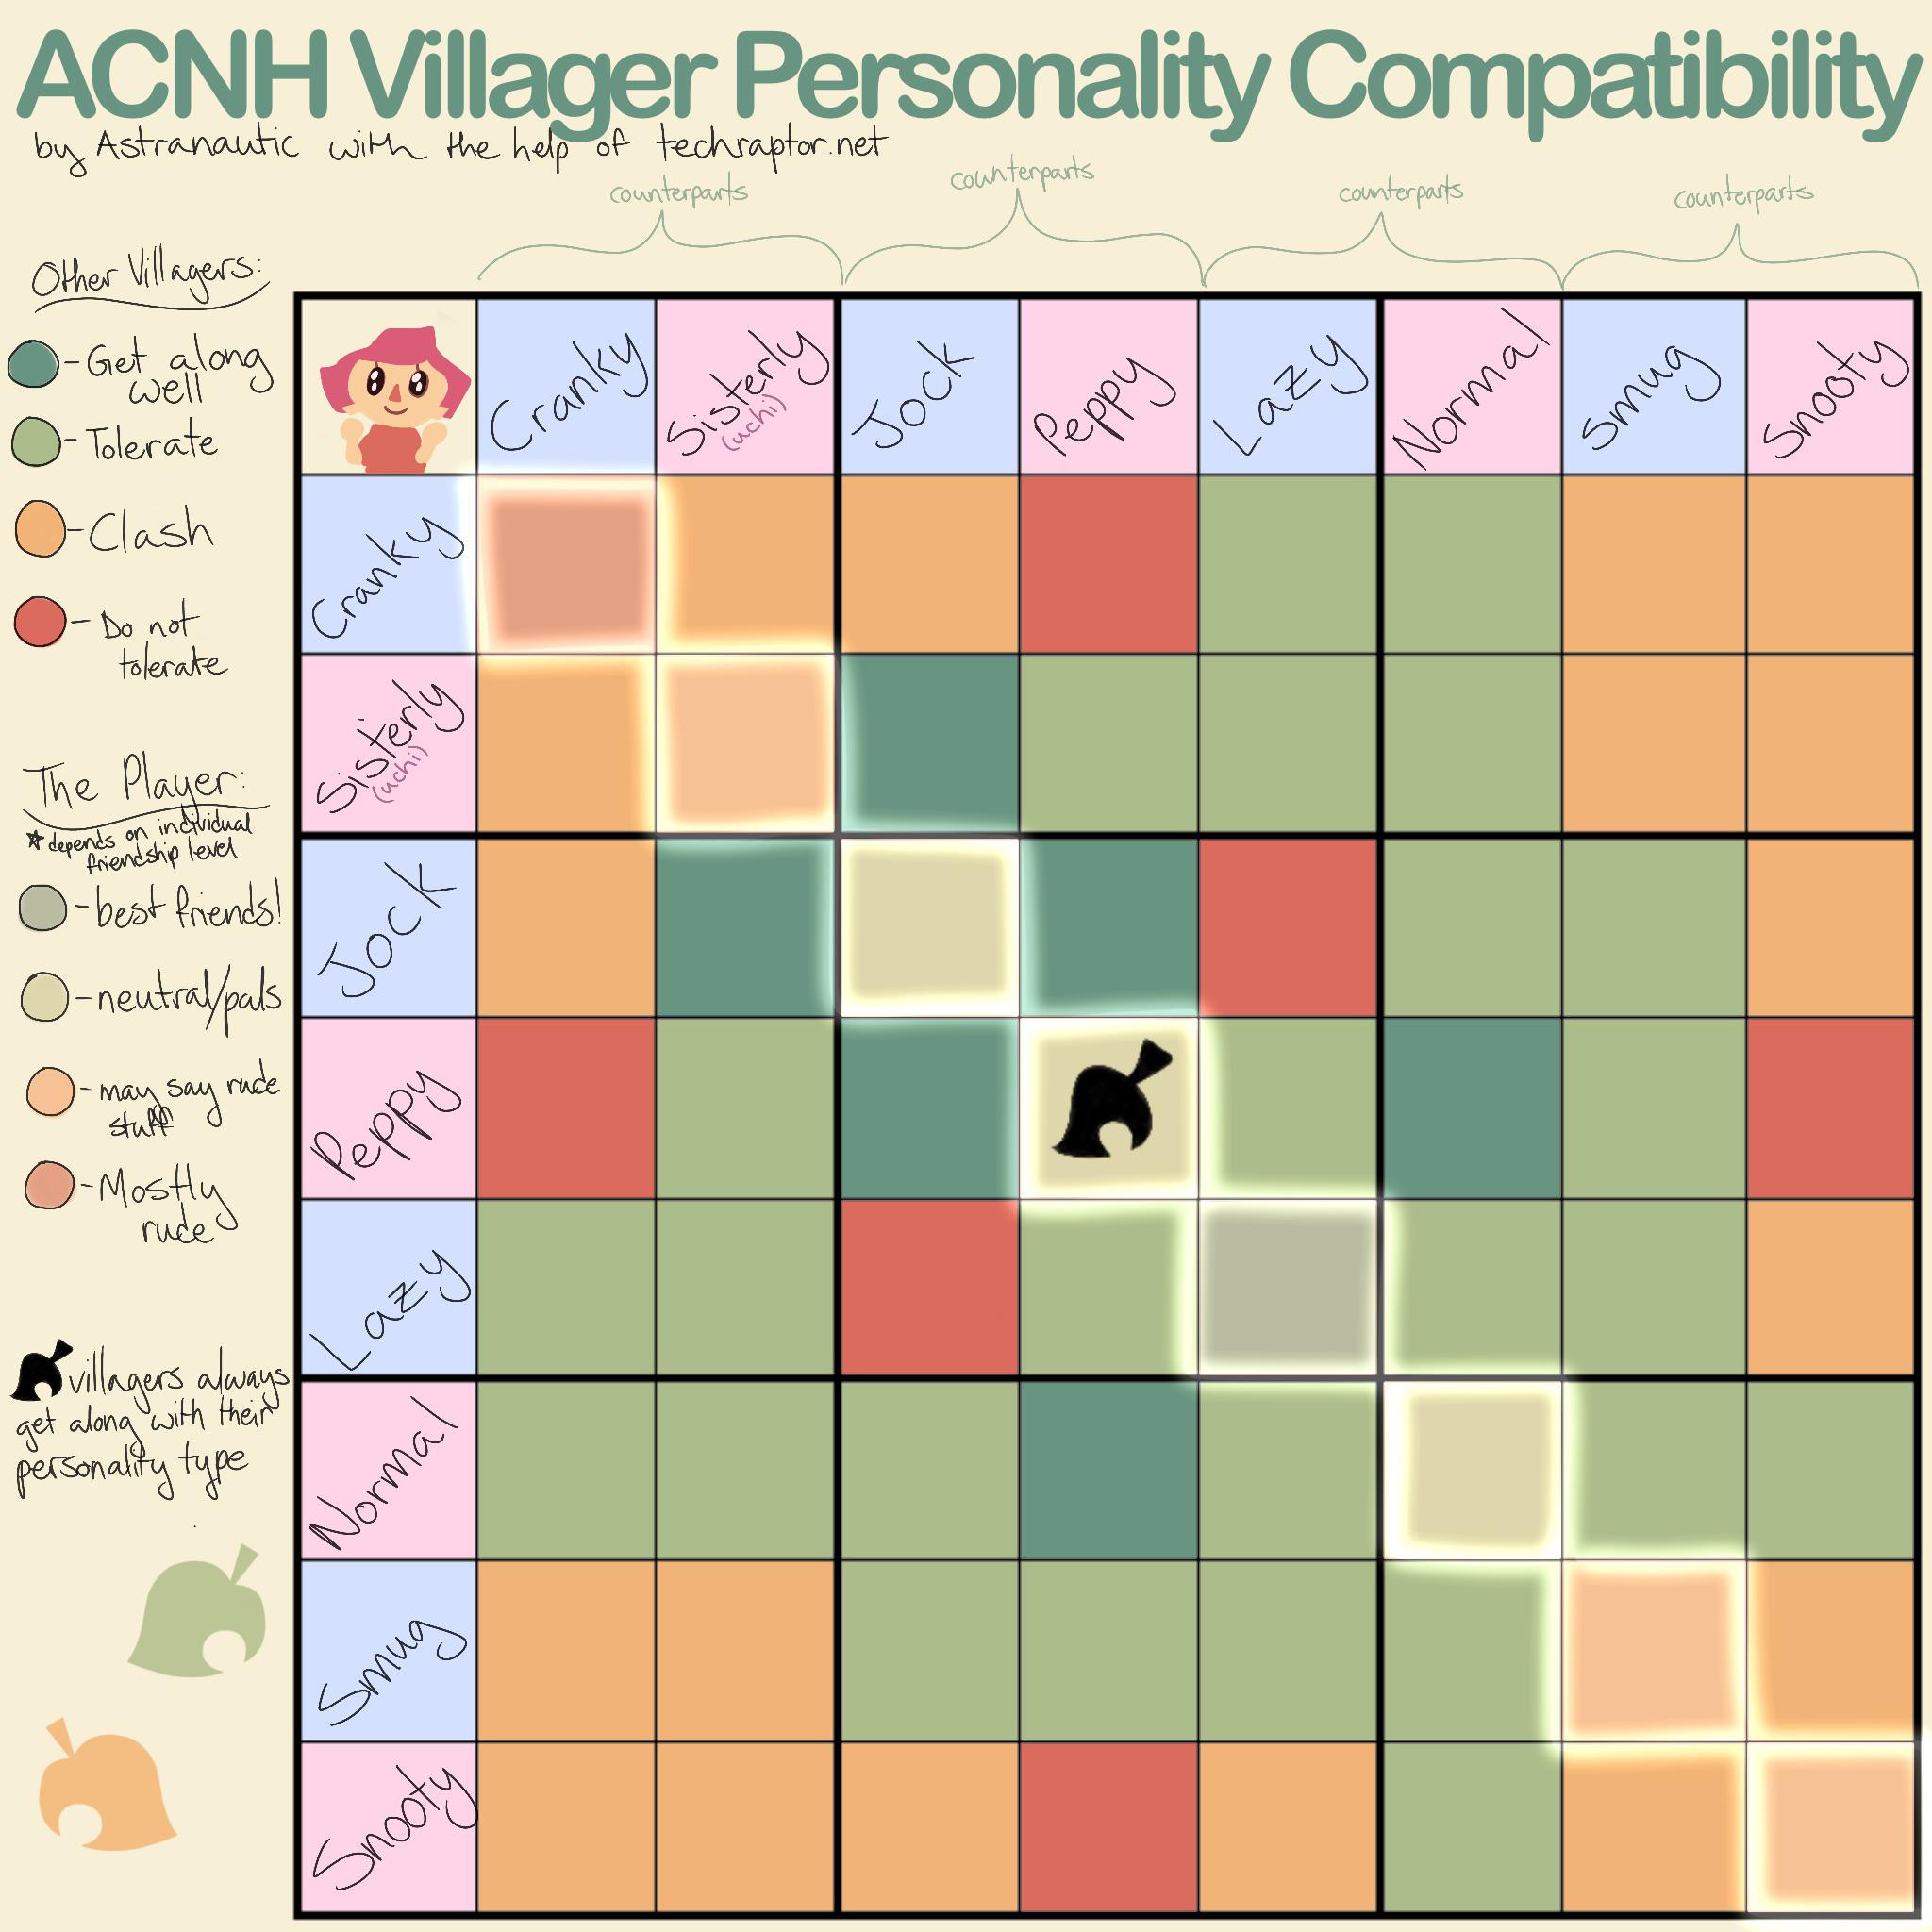 ACNH Villager Personality Compatibility
by Astranautic with the help of techraptor.net
counterparts
counterparts
counterparts
counterparts
Other Villagers:
-Get along
well
-Tolerate
-Clash
-Do not
tolerate
The Player:
*depends on individual
friendship level
-best friends!
-neutral/pals
-may say rude
stuff
-Mostly
rude
villagers always
get along with their
personality type
Cranky
Sisterly
(uchi)
Jock
Peppy
Lazy
Normal
Smug
Snooty
Cranky
Sisterly
(uchi)
Jock
Peppy
Lazy
Normal
Smug
Snooty